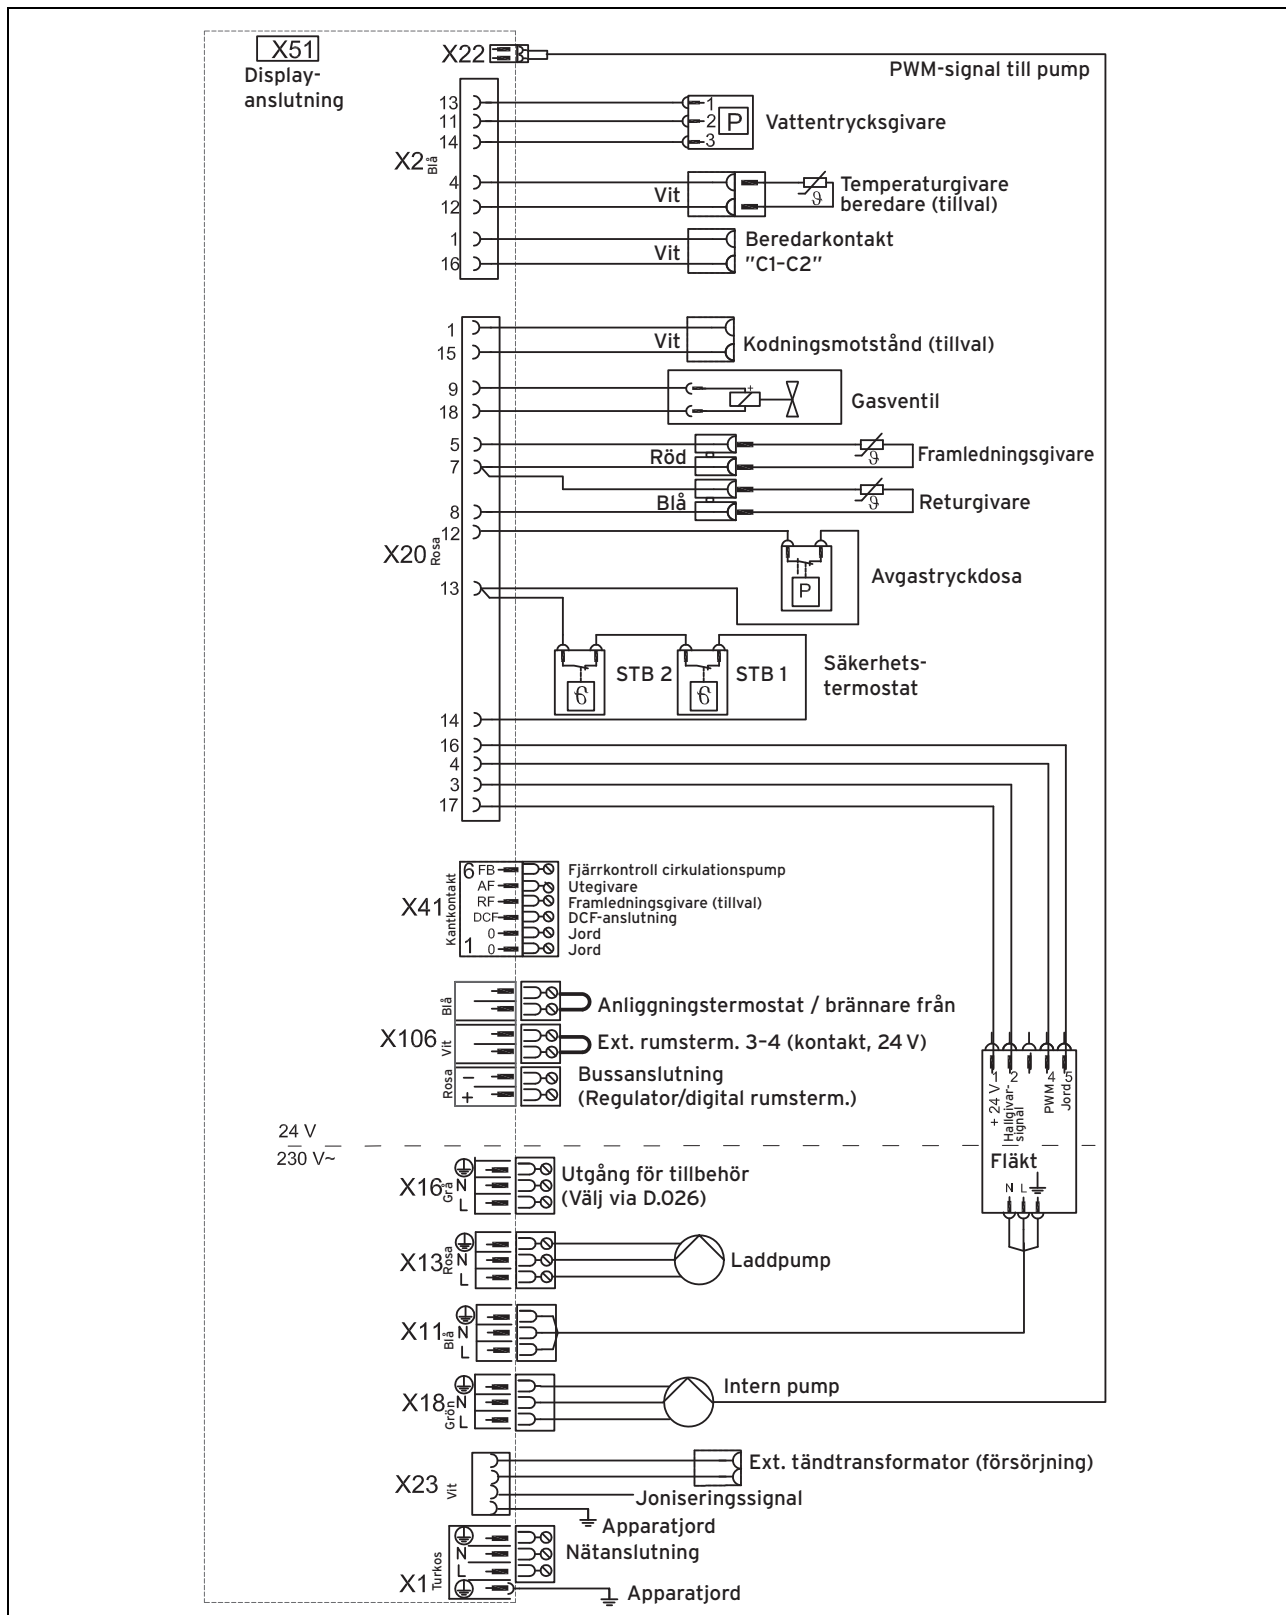 X51
Display-
anslutning
X22
PWM-signal till pump
X2
Blå
13
11
14
4
12
1
16
1
2
3
P
Vattentrycksgivare
Vit
ϑ
Temperaturgivare
beredare (tillval)
Vit
Beredarkontakt
"C1-C2"
X20
Rosa
1
15
9
18
5
7
8
12
13
14
16
4
3
17
Vit
Kodningsmotstånd (tillval)
+
Gasventil
Röd
ϑ
Framledningsgivare
Blå
ϑ
Returgivare
P
Avgastryckdosa
STB 2
STB 1
ϑ
ϑ
Säkerhets-
termostat
X41
Kantkontakt
6 FB Fjärrkontroll cirkulationspump
AF Utegivare
RF Framledningsgivare (tillval)
DCF DCF-anslutning
0 Jord
1 0 Jord
X106
Blå
Anliggningstermostat / brännare från
Vit
Ext. rumsterm. 3-4 (kontakt, 24 V)
Rosa
–
+
Bussanslutning
(Regulator/digital rumsterm.)
1
2
4
5
+ 24 V
Hallgivar-
signal
PWM
Jord
Fläkt
N L
24 V
230 V~
X16
Grå
N
L
Utgång för tillbehör
(Välj via D.026)
X13
Rosa
N
L
Laddpump
X11
Blå
N
L
X18
Grön
N
L
Intern pump
X23
Vit
Ext. tändtransformator (försörjning)
Joniseringssignal
Apparatjord
X1
Turkos
N
L
Nätanslutning
Apparatjord